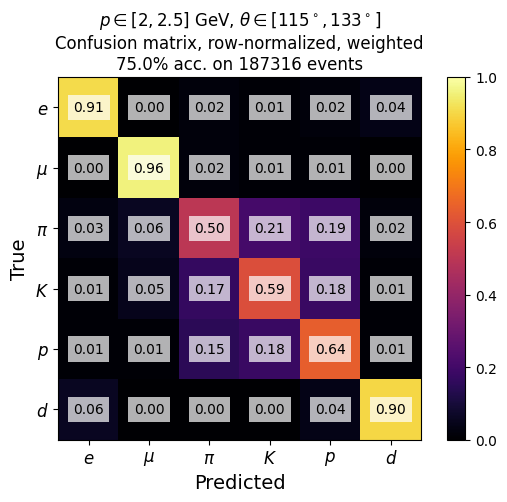 p ∈ [2, 2.5] GeV, θ ∈ [115°, 133°]
Confusion matrix, row-normalized, weighted
75.0% acc. on 187316 events
True
e 0.91 0.00 0.02 0.01 0.02 0.04
μ 0.00 0.96 0.02 0.01 0.01 0.00
π 0.03 0.06 0.50 0.21 0.19 0.02
K 0.01 0.05 0.17 0.59 0.18 0.01
p 0.01 0.01 0.15 0.18 0.64 0.01
d 0.06 0.00 0.00 0.00 0.04 0.90
e μ π K p d
Predicted
1.0
0.8
0.6
0.4
0.2
0.0